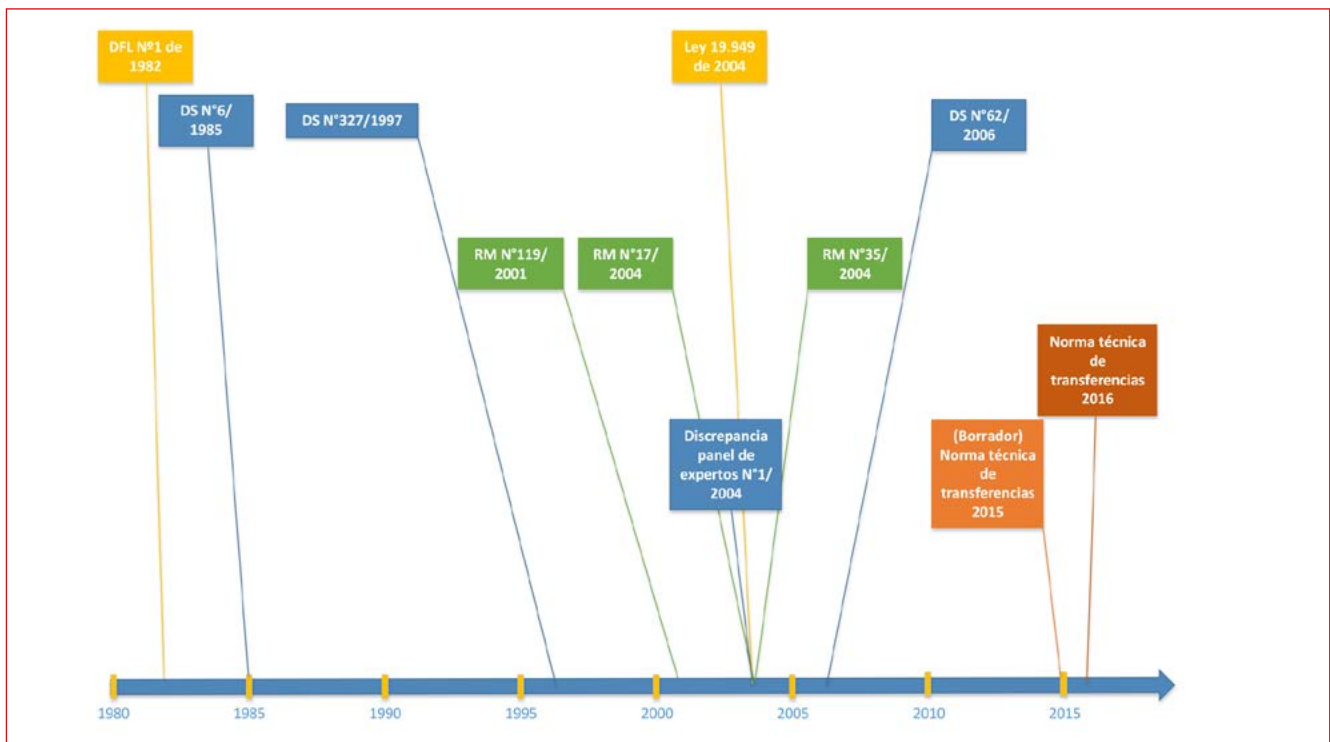 DFL Nº1 de
1982
Ley 19.949
de 2004
DS N°6/
1985
DS N°327/1997
DS N°62/
2006
RM N°119/
2001
RM N°17/
2004
RM N°35/
2004
Norma técnica
de
transferencias
2016
Discrepancia
panel de
expertos N°1/
2004
(Borrador)
Norma técnica
de
transferencias
2015
1980
1985
1990
1995
2000
2005
2010
2015